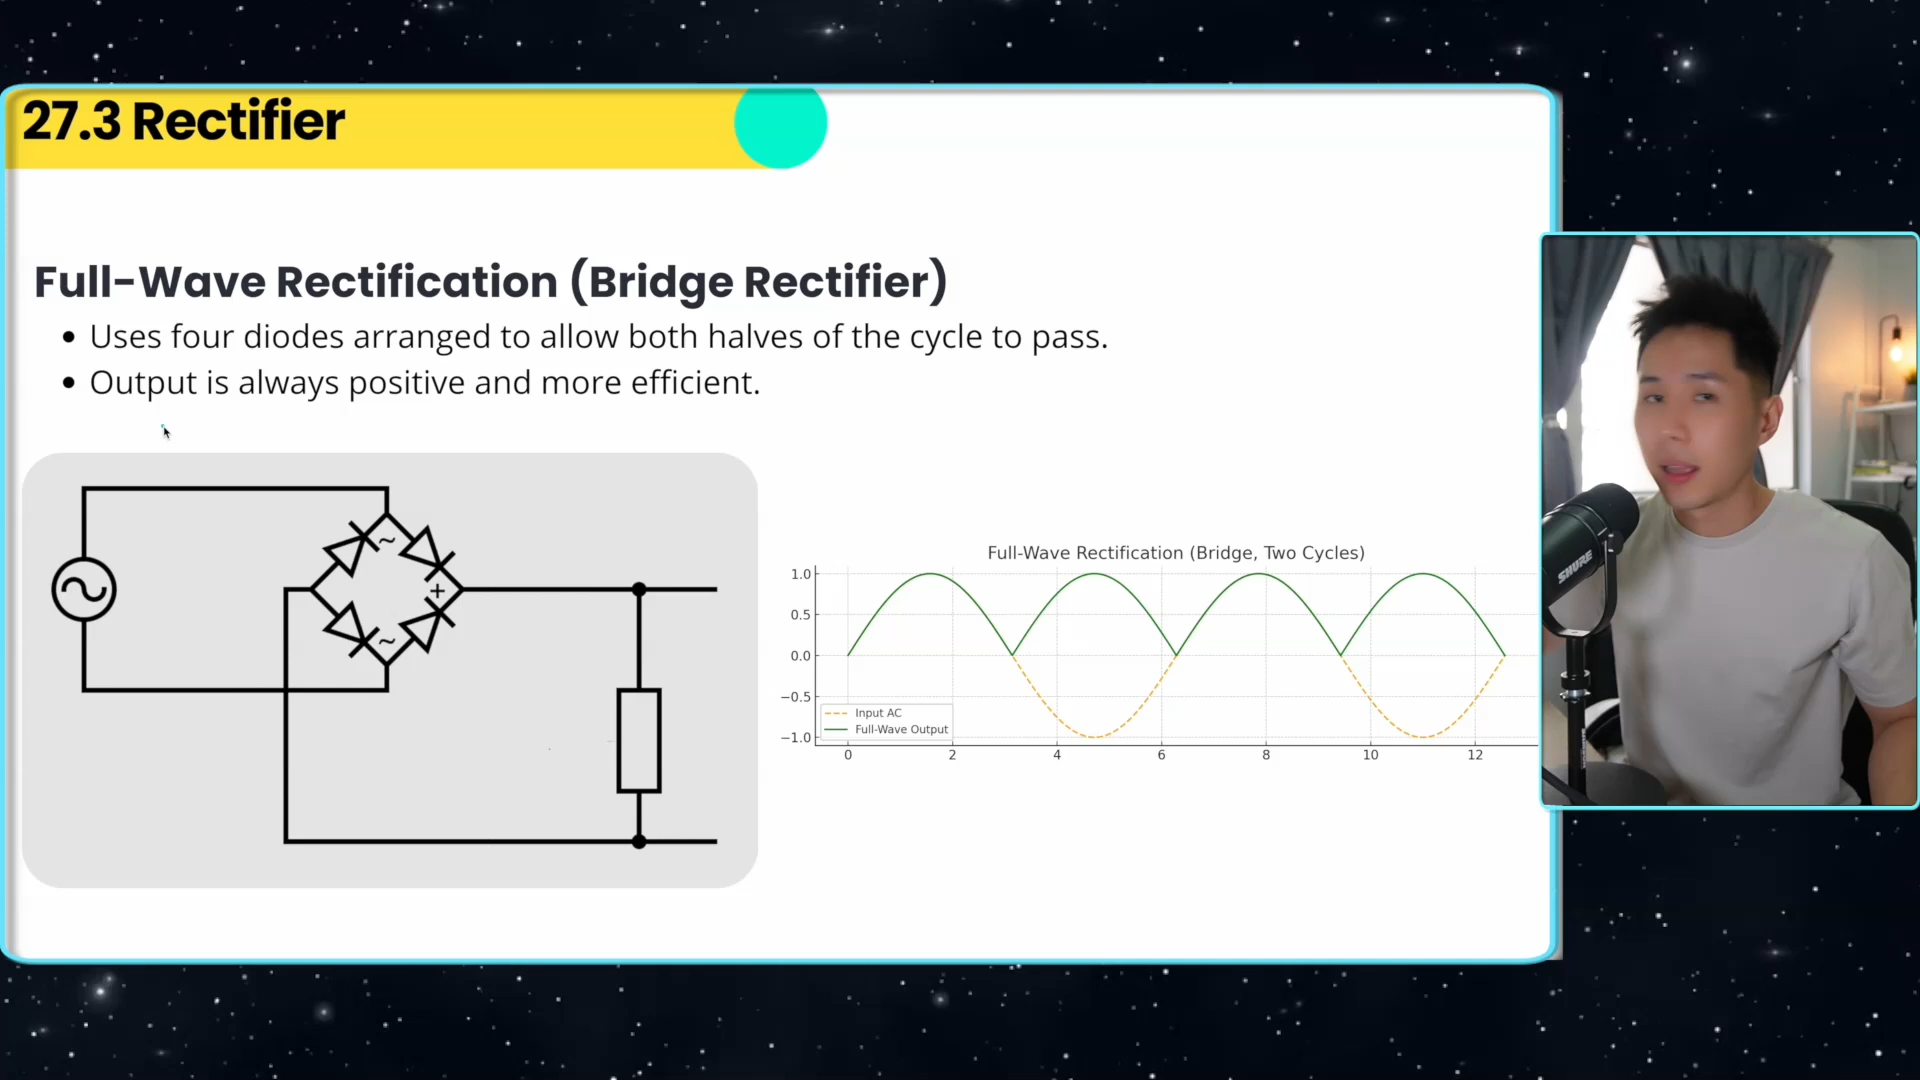 27.3 Rectifier
Full-Wave Rectification (Bridge Rectifier)
• Uses four diodes arranged to allow both halves of the cycle to pass.
• Output is always positive and more efficient.
~
+
~
Full-Wave Rectification (Bridge, Two Cycles)
1.0
0.5
0.0
−0.5
−1.0
Input AC
Full-Wave Output
0 2 4 6 8 10 12
SHURE